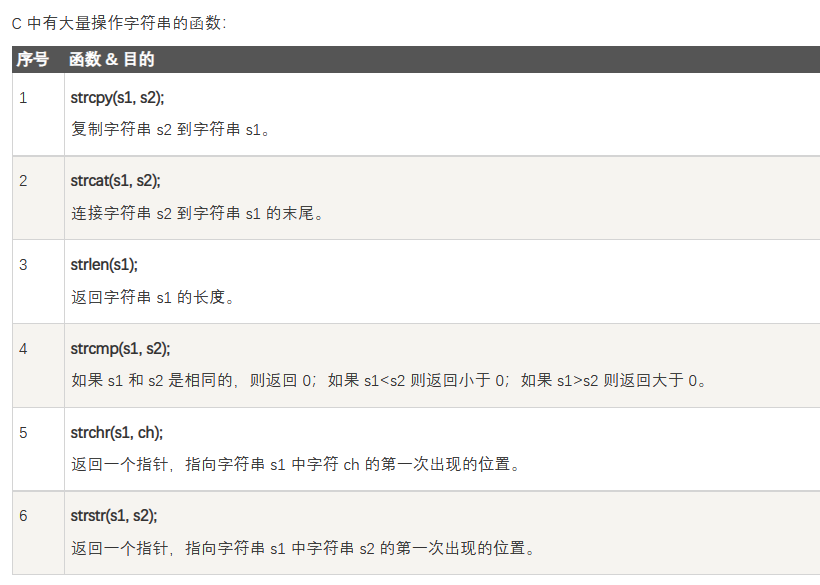 C 中有大量操作字符串的函数：
序号 函数 & 目的
1 strcpy(s1, s2);
复制字符串 s2 到字符串 s1。
2 strcat(s1, s2);
连接字符串 s2 到字符串 s1 的末尾。
3 strlen(s1);
返回字符串 s1 的长度。
4 strcmp(s1, s2);
如果 s1 和 s2 是相同的，则返回 0；如果 s1<s2 则返回小于 0；如果 s1>s2 则返回大于 0。
5 strchr(s1, ch);
返回一个指针，指向字符串 s1 中字符 ch 的第一次出现的位置。
6 strstr(s1, s2);
返回一个指针，指向字符串 s1 中字符串 s2 的第一次出现的位置。